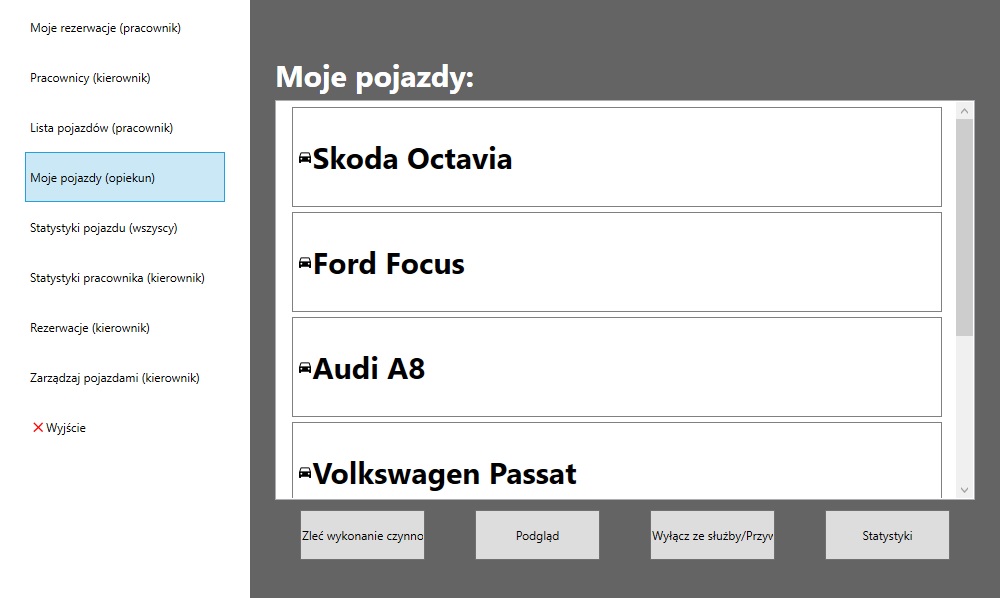 Moje rezerwacje (pracownik)
Pracownicy (kierownik)
Lista pojazdów (pracownik)
Moje pojazdy (opiekun)
Statystyki pojazdu (wszyscy)
Statystyki pracownika (kierownik)
Rezerwacje (kierownik)
Zarządzaj pojazdami (kierownik)
Wyjście
Moje pojazdy:
Skoda Octavia
Ford Focus
Audi A8
Volkswagen Passat
Zleć wykonanie czynno
Podgląd
Wyłącz ze służby/Przyw
Statystyki